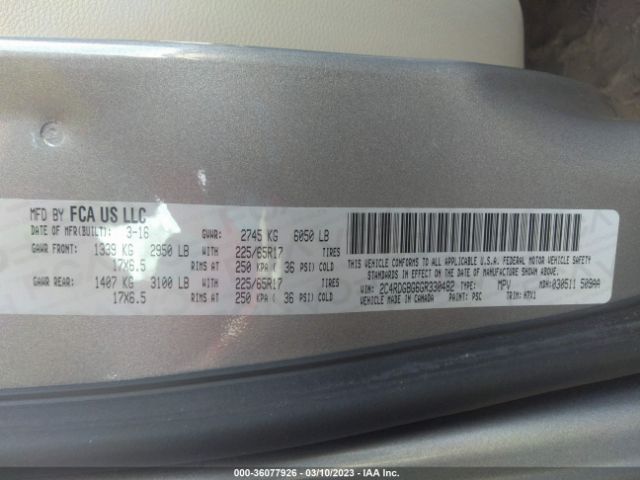 MFD BY FCA US LLC
DATE OF MFR(BUILT): 3-16 GVWR: 2745 KG 6050 LB
GAWR FRONT: 1339 KG 2950 LB WITH 225/65R17 TIRES
17X6.5 RIMS AT 250 KPA ( 36 PSI) COLD
GAWR REAR: 1407 KG 3100 LB WITH 225/65R17 TIRES
17X6.5 RIMS AT 250 KPA ( 36 PSI) COLD
THIS VEHICLE CONFORMS TO ALL APPLICABLE U.S.A. FEDERAL MOTOR VEHICLE SAFETY
STANDARDS IN EFFECT ON THE DATE OF MANUFACTURE SHOWN ABOVE.
VIN: 2C4RDGBG6GR330482 TYPE: MPV MDH: 030511 509AA
VEHICLE MADE IN CANADA PAINT: PSC TRIM:
000-36077926 - 03/10/2023 - IAA Inc.